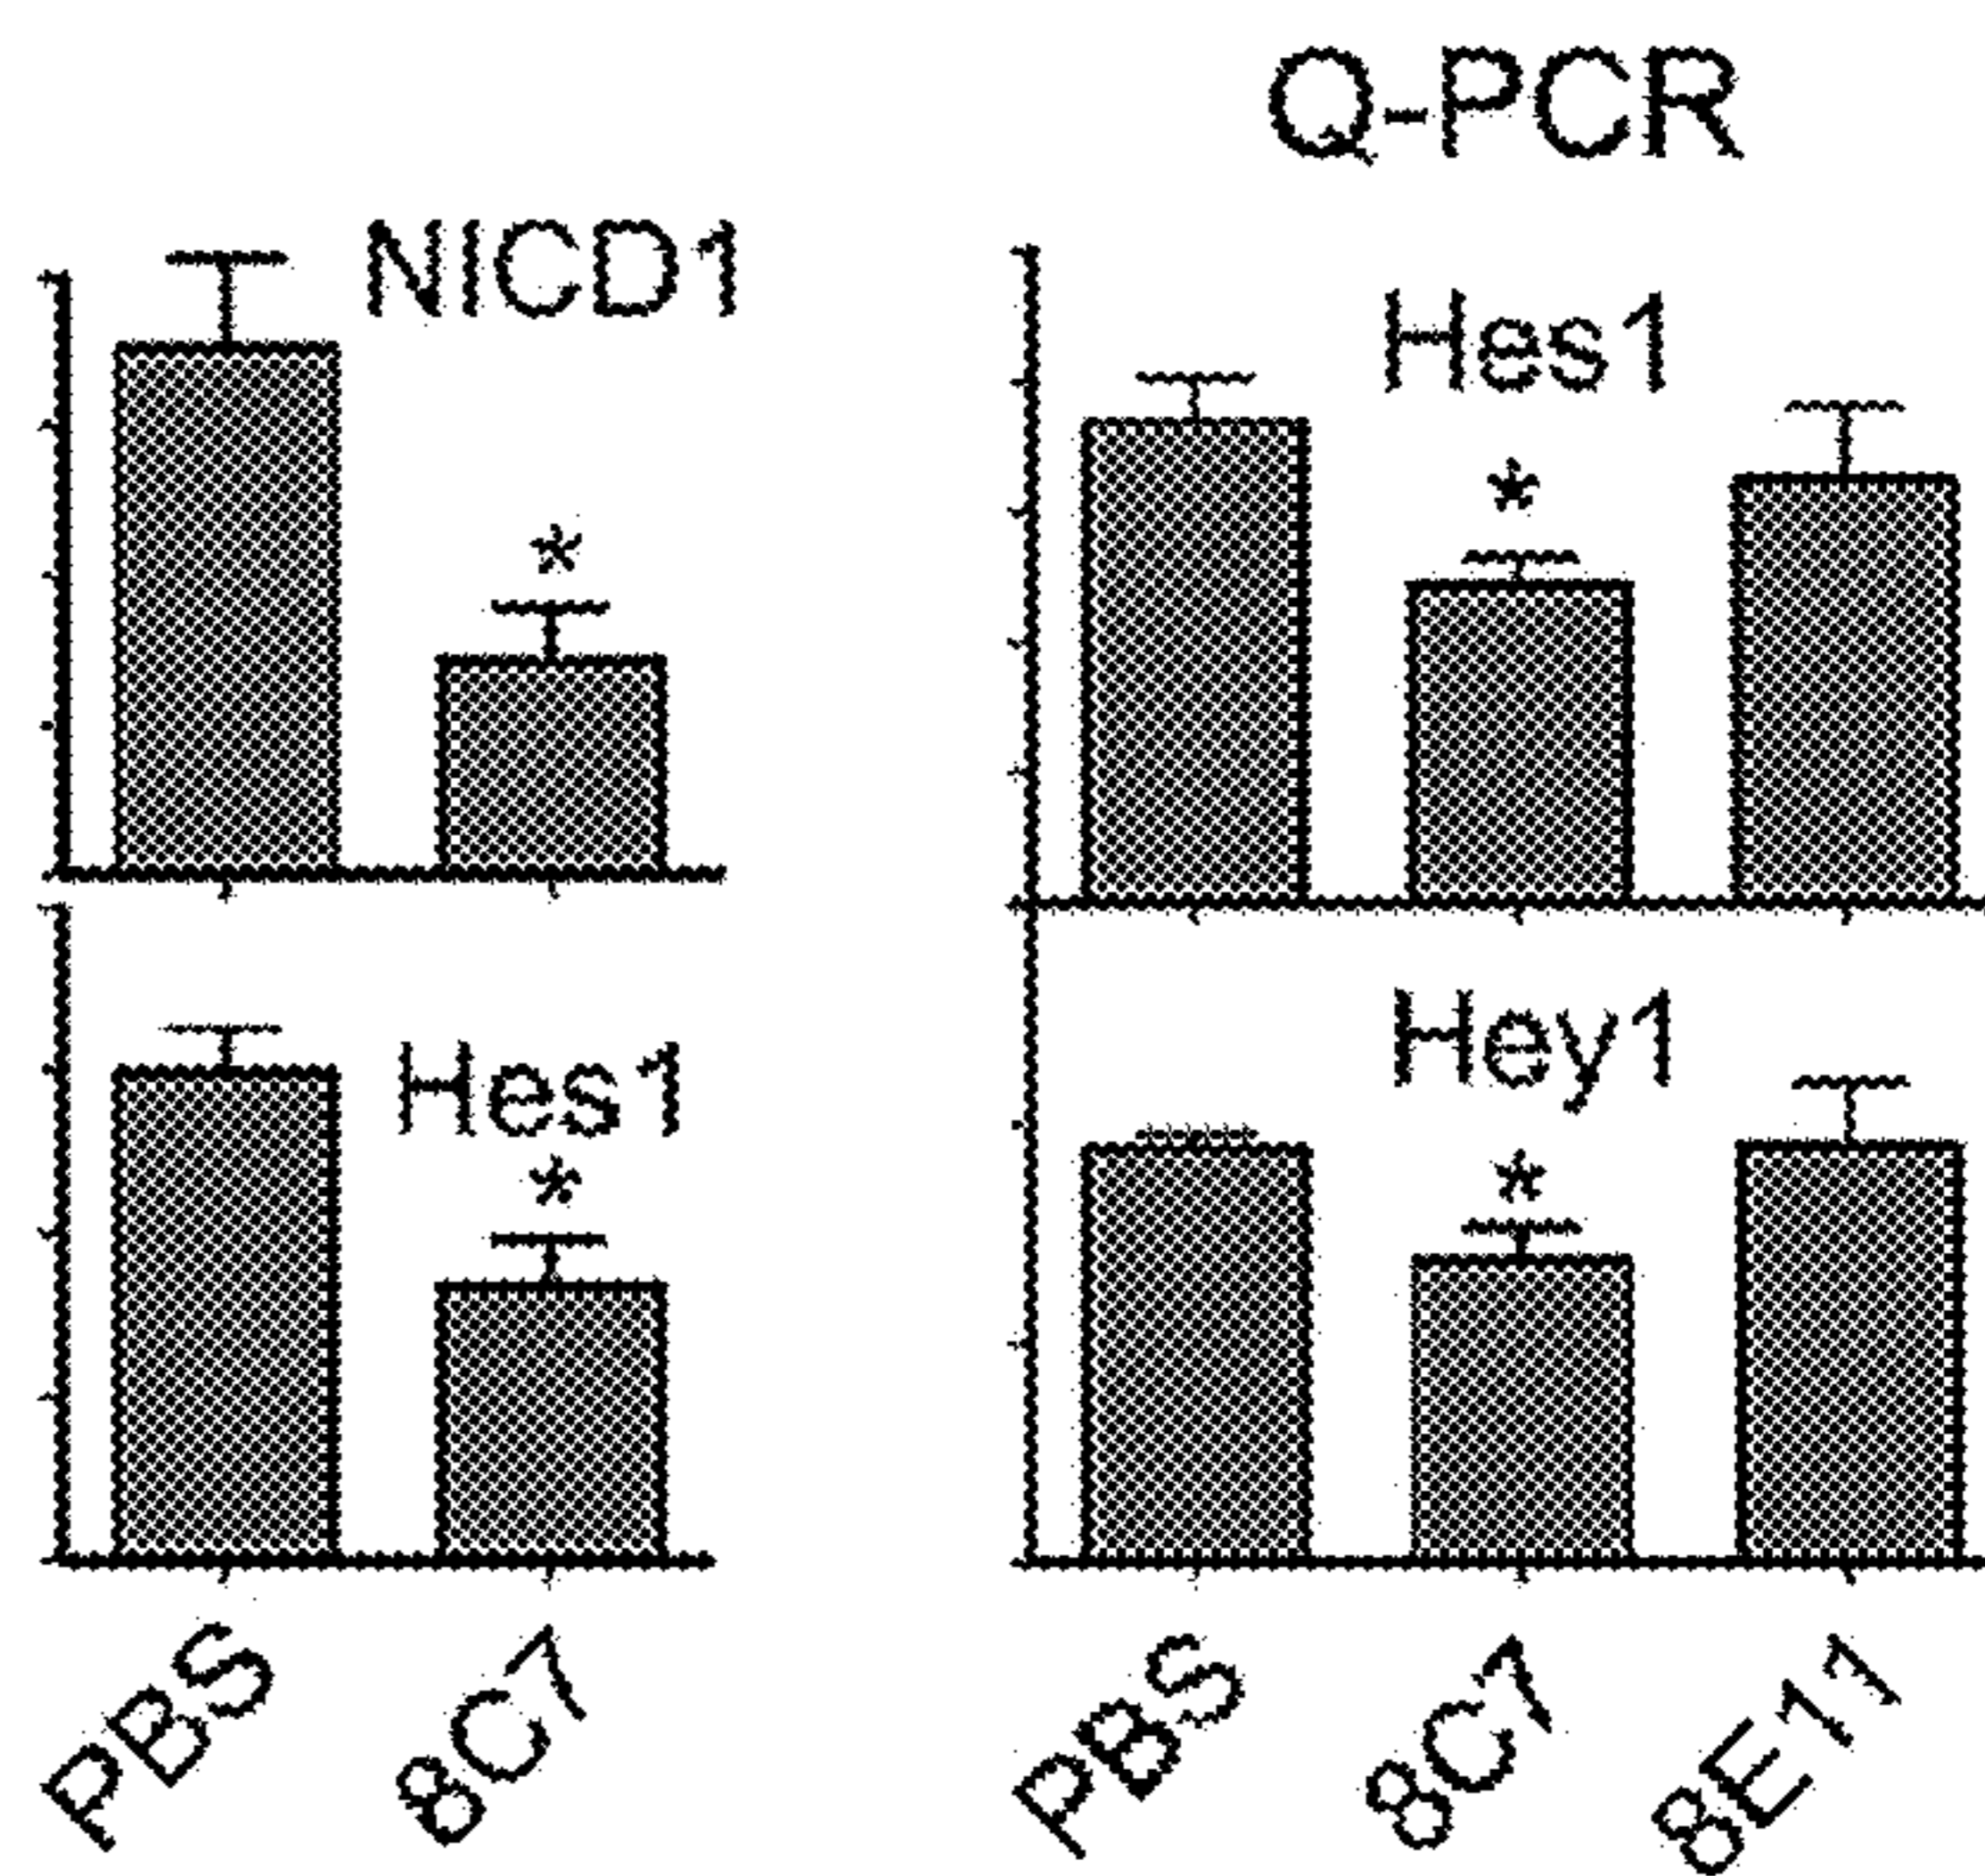 Q-PCR
NICD1
*
Hes1
*
Hes1
*
Hey1
*
PBS 8C7
PBS 8C7 8E11